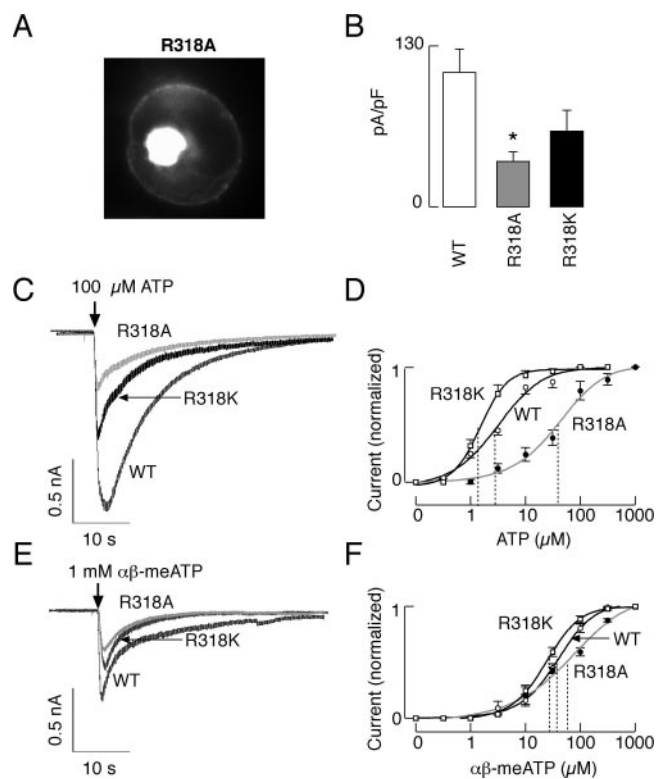 A
R318A
B
130
pA/pF
0
WT
R318A
R318K
C
100 µM ATP
R318A
R318K
WT
0.5 nA
10 s
D
Current (normalized)
1
0
R318K
WT
R318A
0 1 10 100 1000
ATP (µM)
E
1 mM αβ-meATP
R318A
R318K
WT
0.5 nA
10 s
F
Current (normalized)
1
0
R318K
WT
R318A
0 1 10 100 1000
αβ-meATP (µM)
*